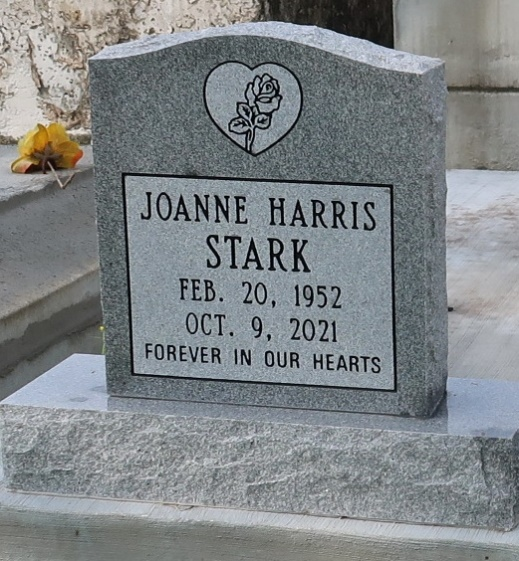 JOANNE HARRIS
STARK
FEB. 20, 1952
OCT. 9, 2021
FOREVER IN OUR HEARTS